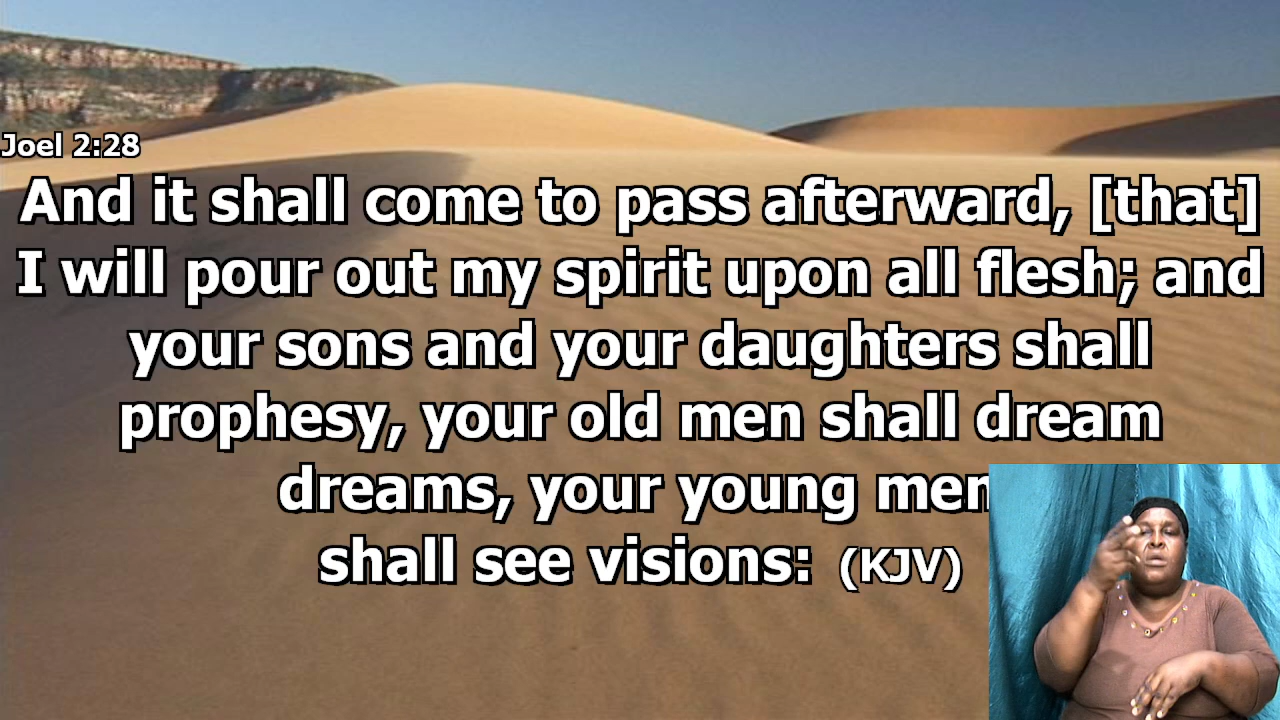 Joel 2:28
And it shall come to pass afterward, [that]
I will pour out my spirit upon all flesh; and
your sons and your daughters shall
prophesy, your old men shall dream
dreams, your young men
shall see visions: (KJV)